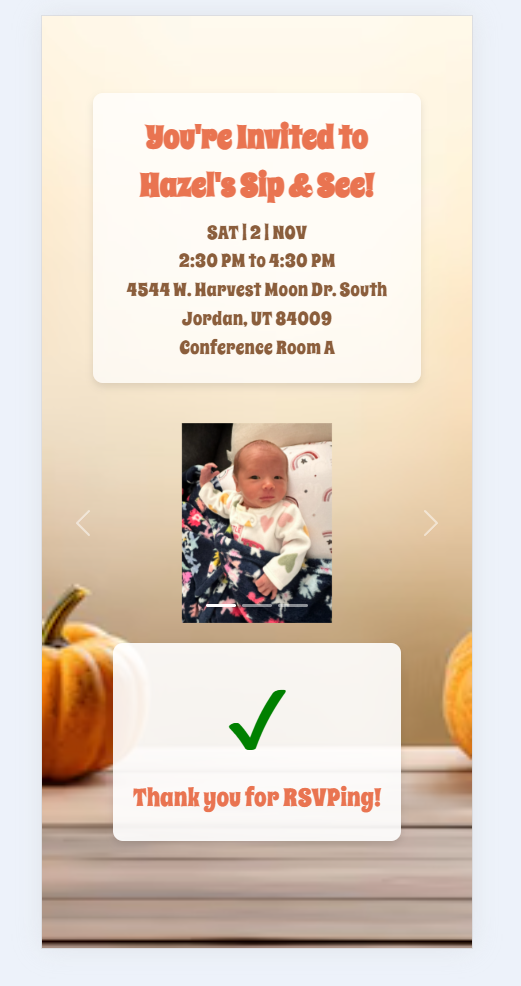 You're Invited to
Hazel's Sip & See!
SAT | 2 | NOV
2:30 PM to 4:30 PM
4544 W. Harvest Moon Dr. South
Jordan, UT 84009
Conference Room A
Thank you for RSVPing!